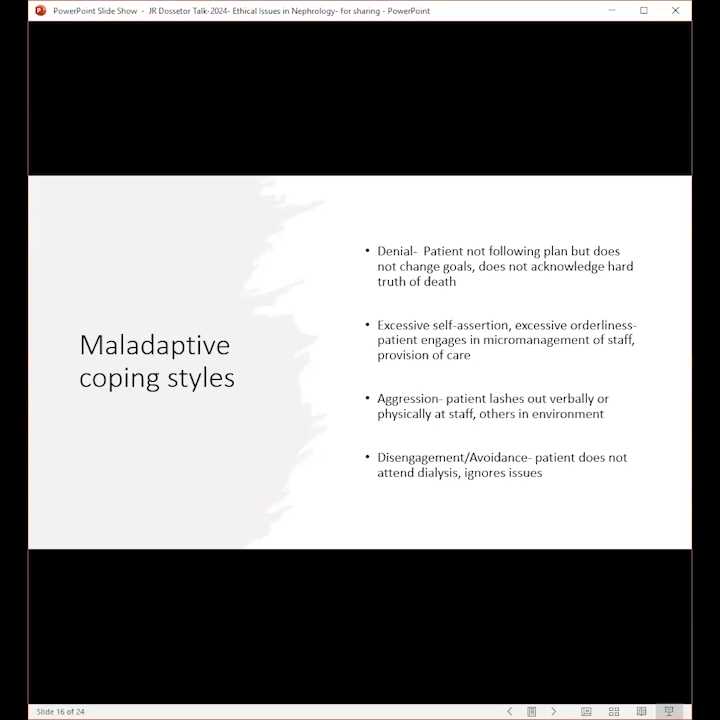 PowerPoint Slide Show - JR Dossetor Talk-2024- Ethical Issues in Nephrology- for sharing - PowerPoint
Maladaptive
coping styles
• Denial- Patient not following plan but does
not change goals, does not acknowledge hard
truth of death
• Excessive self-assertion, excessive orderliness-
patient engages in micromanagement of staff,
provision of care
• Aggression- patient lashes out verbally or
physically at staff, others in environment
• Disengagement/Avoidance- patient does not
attend dialysis, ignores issues
Slide 16 of 24